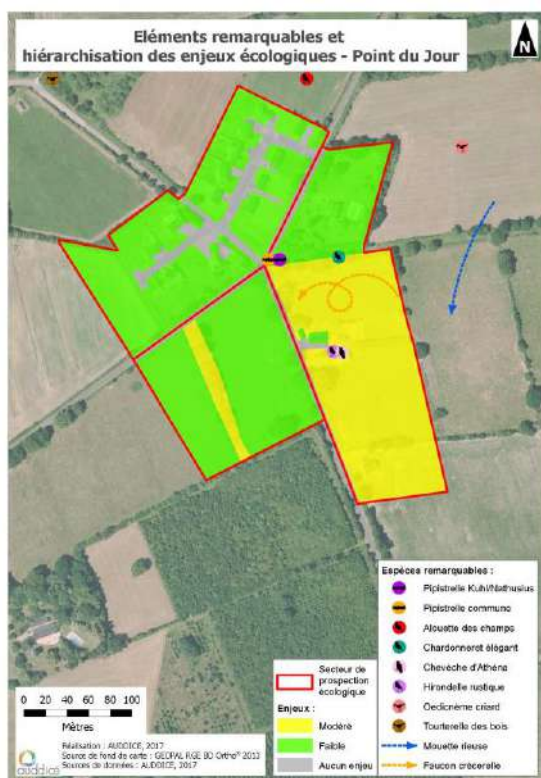 Eléments remarquables et
hiérarchisation des enjeux écologiques - Point du Jour
N
Espèces remarquables :
Pipistrelle Kuhl/Nathusius
Pipistrelle commune
Alouette des champs
Chardonneret élégant
Chevêche d'Athéna
Hirondelle rustique
Oedicnème criard
Tourterelle des bois
Mouette rieuse
Faucon crécerelle
Secteur de
prospection
écologique
Enjeux :
Modéré
Faible
Aucun enjeu
0 20 40 60 80 100
Mètres
Réalisation : AUDDICE, 2017
Source de fond de carte : GEOPAL RGE BD Ortho® 2013
Sources de données : AUDDICE, 2017
auddicé